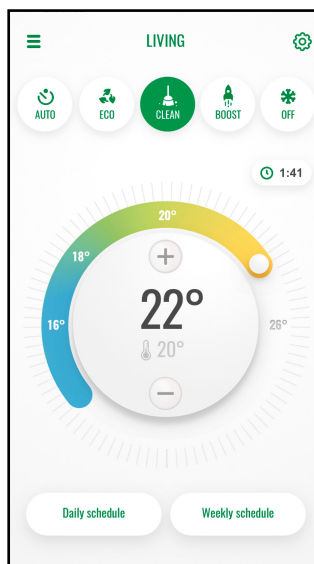 LIVING
AUTO ECO CLEAN BOOST OFF
1:41
20°
18°
16°
26°
22°
20°
Daily schedule Weekly schedule